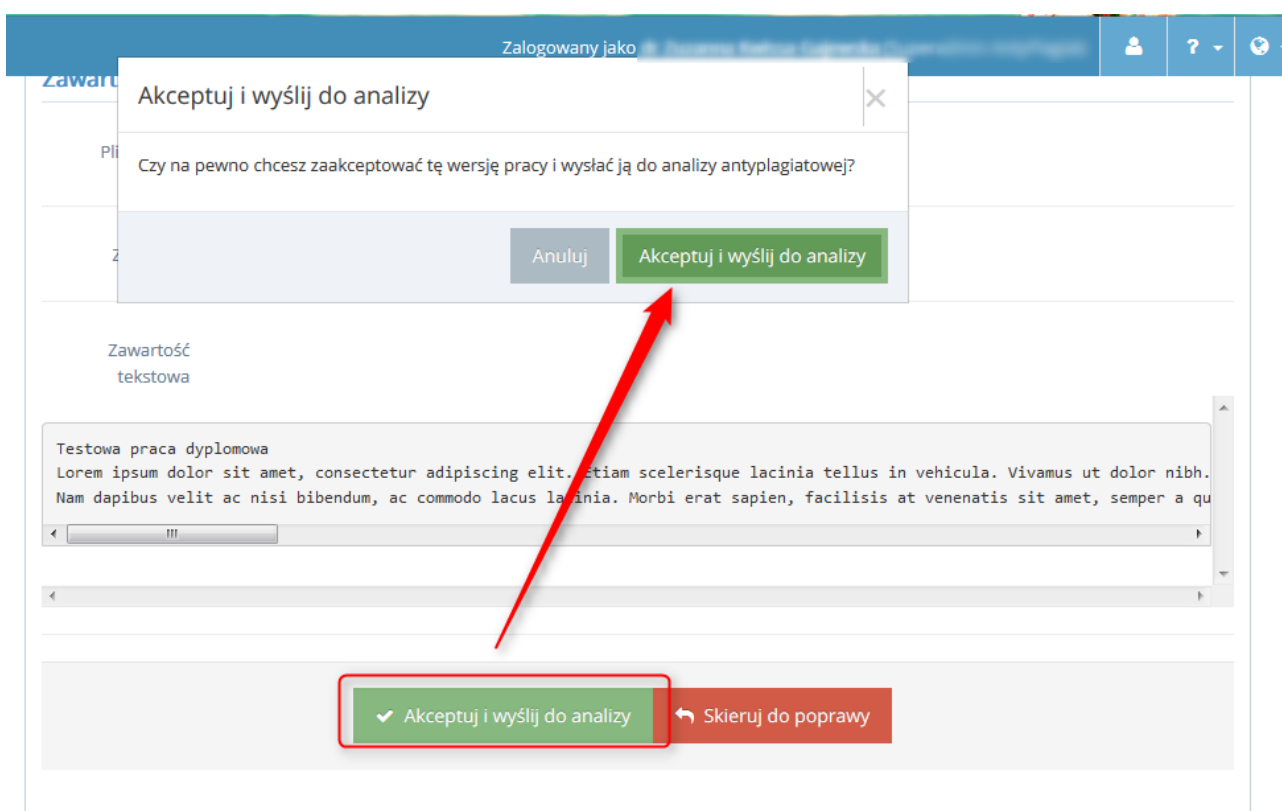 Zalogowany jako
? 
Zawart
Akceptuj i wyślij do analizy
Pli
Czy na pewno chcesz zaakceptować tę wersję pracy i wysłać ją do analizy antyplagiatowej?
Z
Anuluj
Akceptuj i wyślij do analizy
Zawartość
tekstowa
Testowa praca dyplomowa
Lorem ipsum dolor sit amet, consectetur adipiscing elit. Etiam scelerisque lacinia tellus in vehicula. Vivamus ut dolor nibh.
Nam dapibus velit ac nisi bibendum, ac commodo lacus lacinia. Morbi erat sapien, facilisis at venenatis sit amet, semper a qu
Akceptuj i wyślij do analizy
Skieruj do poprawy